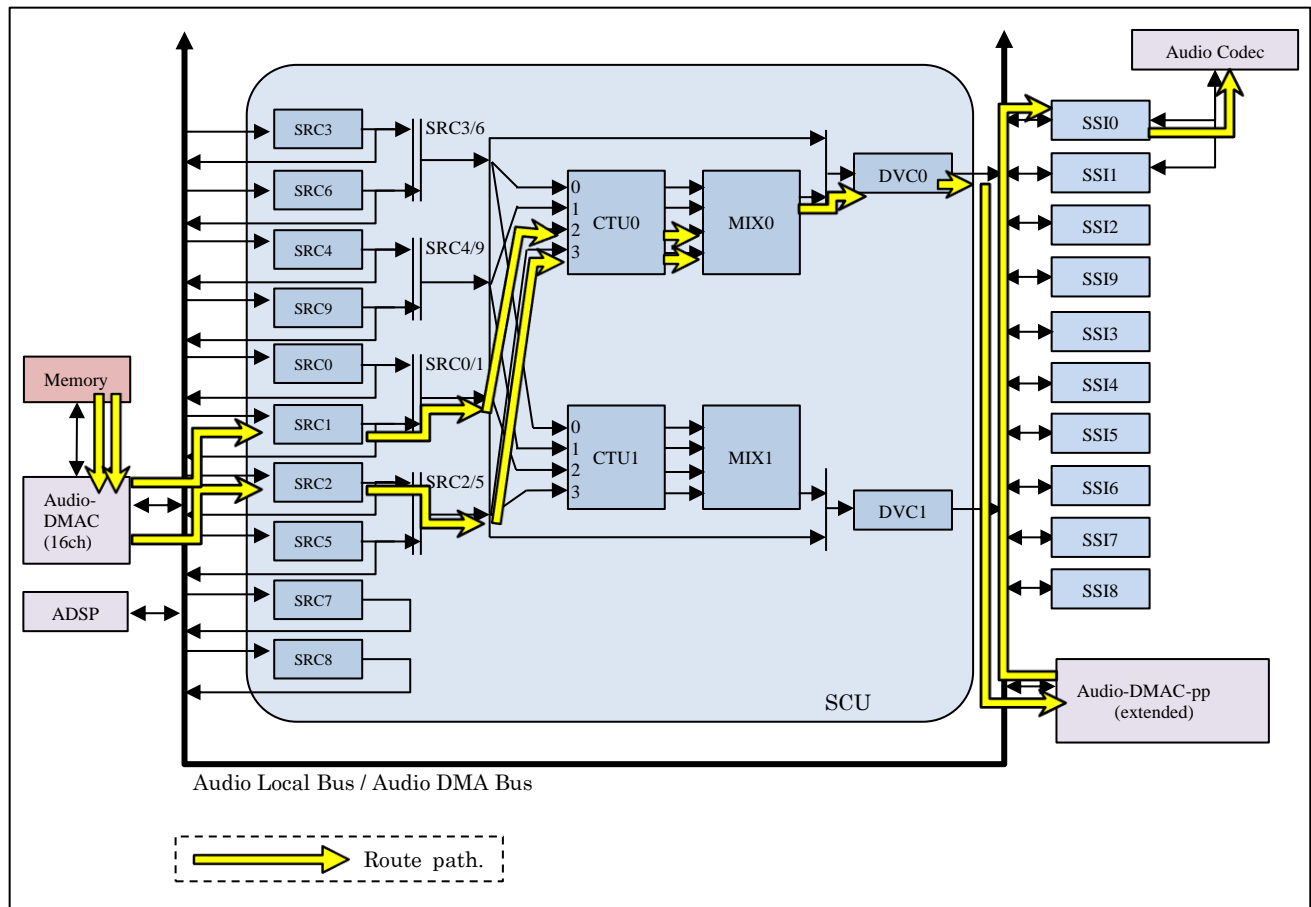 Audio Codec
SRC3
SRC3/6
SSI0
SRC6
CTU0
0
1
2
3
MIX0
DVC0
SSI1
SSI2
SRC4
SRC4/9
SSI9
SRC9
SSI3
Memory
SRC0
SRC0/1
SSI4
SRC1
CTU1
0
1
2
3
MIX1
SSI5
SRC2
SRC2/5
SSI6
Audio-
DMAC
(16ch)
DVC1
SRC5
SSI7
SSI8
ADSP
SRC7
SRC8
SCU
Audio-DMAC-pp
(extended)
Audio Local Bus / Audio DMA Bus
Route path.